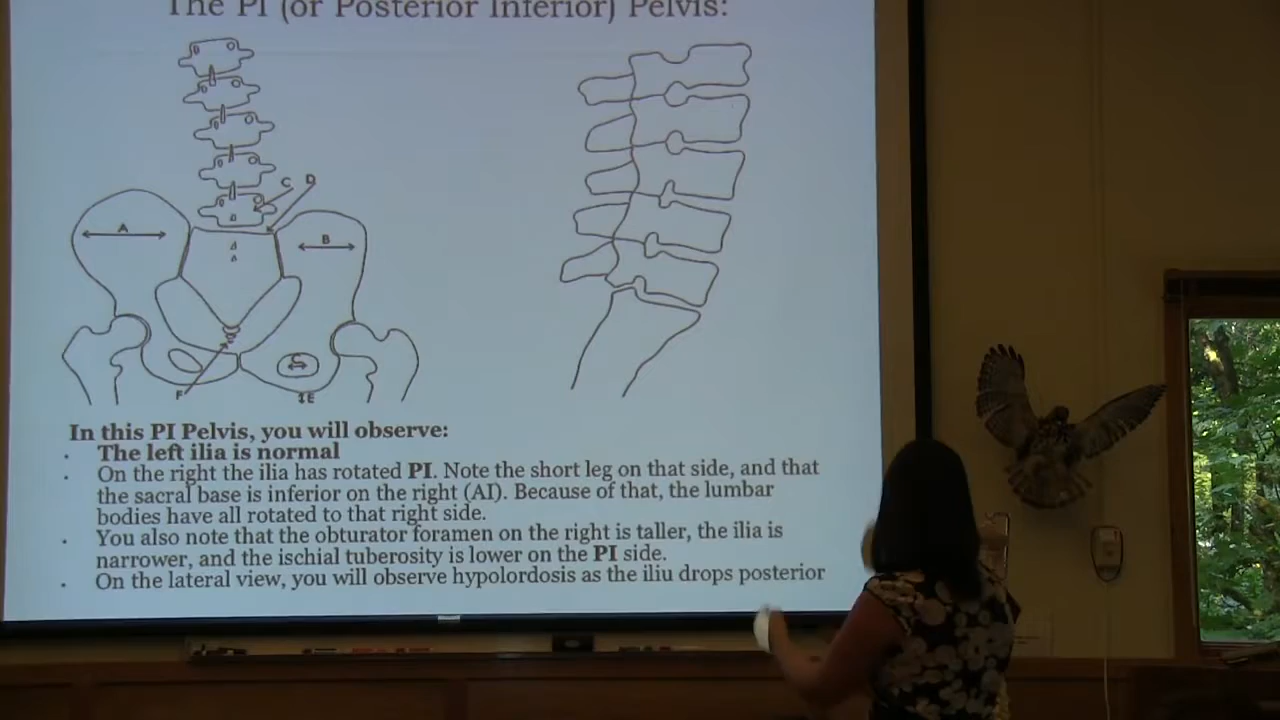 The PI (or Posterior Inferior) Pelvis:
C D
A
B
F
E
In this PI Pelvis, you will observe:
The left ilia is normal
On the right the ilia has rotated PI. Note the short leg on that side, and that
the sacral base is inferior on the right (AI). Because of that, the lumbar
bodies have all rotated to that right side.
You also note that the obturator foramen on the right is taller, the ilia is
narrower, and the ischial tuberosity is lower on the PI side.
On the lateral view, you will observe hypolordosis as the iliu drops posterior